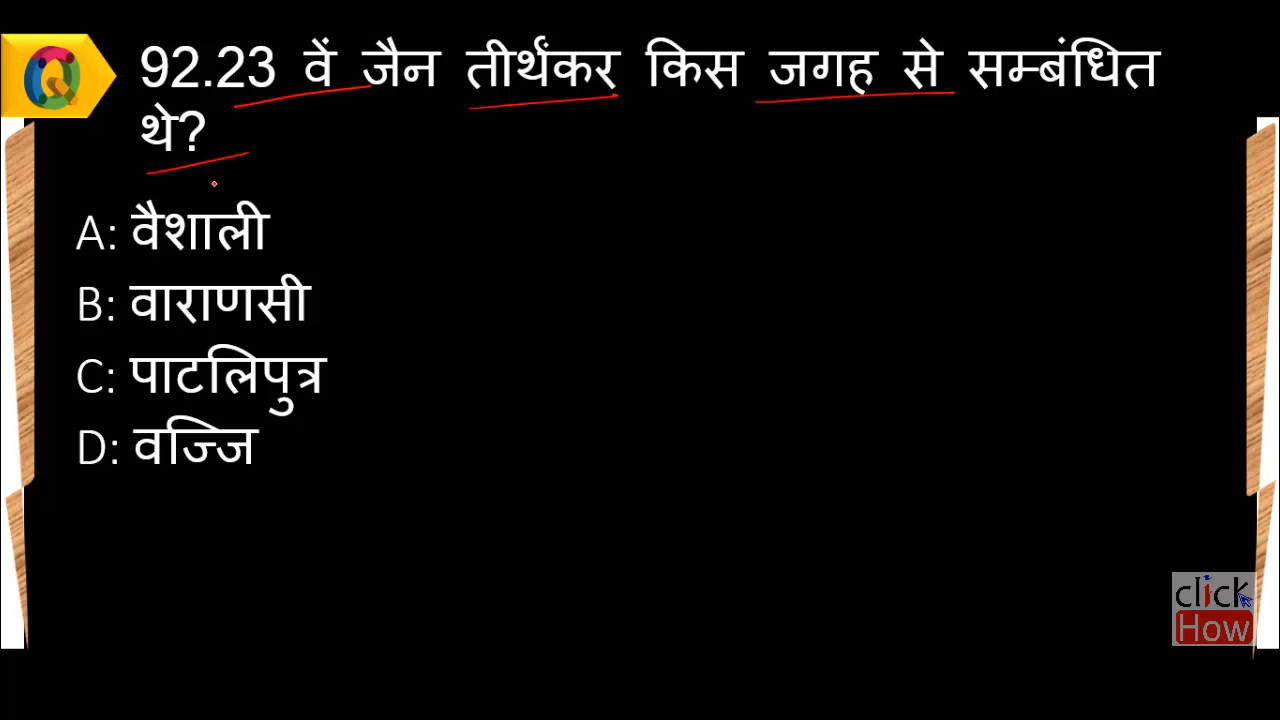 92.23 वें जैन तीर्थंकर किस जगह से सम्बंधित
थे?
A: वैशाली
B: वाराणसी
C: पाटलिपुत्र
D: वज्जि
click
How